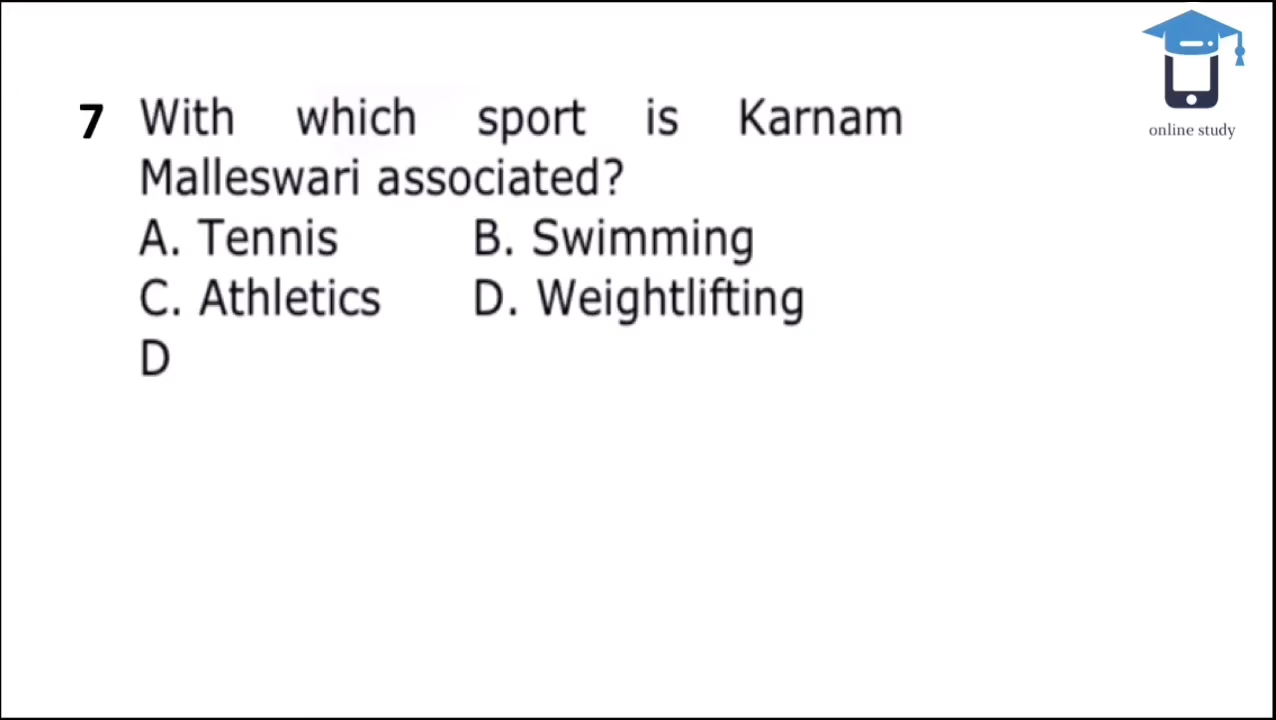 7 With which sport is Karnam
Malleswari associated?
A. Tennis B. Swimming
C. Athletics D. Weightlifting
D
online study